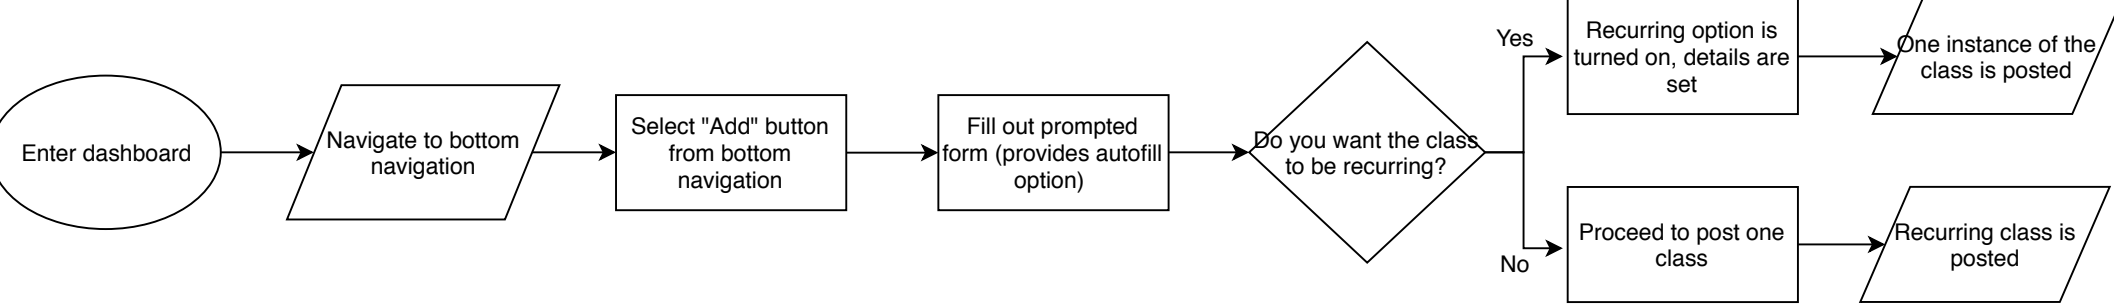 Enter dashboard
Navigate to bottom
navigation
Select "Add" button
from bottom
navigation
Fill out prompted
form (provides autofill
option)
Do you want the class
to be recurring?
Yes
Recurring option is
turned on, details are
set
One instance of the
class is posted
No
Proceed to post one
class
Recurring class is
posted